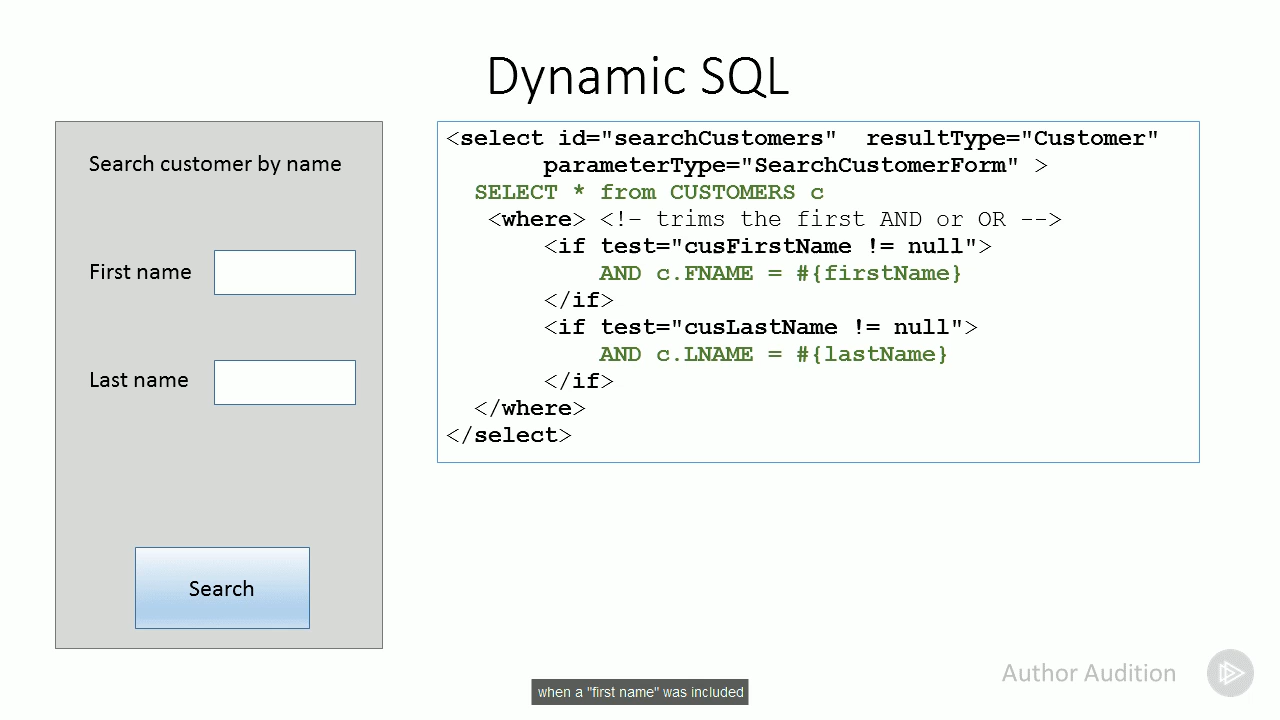 Dynamic SQL
Search customer by name
First name
Last name
Search
<select id="searchCustomers"  resultType="Customer"
parameterType="SearchCustomerForm" >
SELECT * from CUSTOMERS c
<where> <!– trims the first AND or OR -->
<if test="cusFirstName != null">
AND c.FNAME = #{firstName}
</if>
<if test="cusLastName != null">
AND c.LNAME = #{lastName}
</if>
</where>
</select>
Author Audition
when a "first name" was included